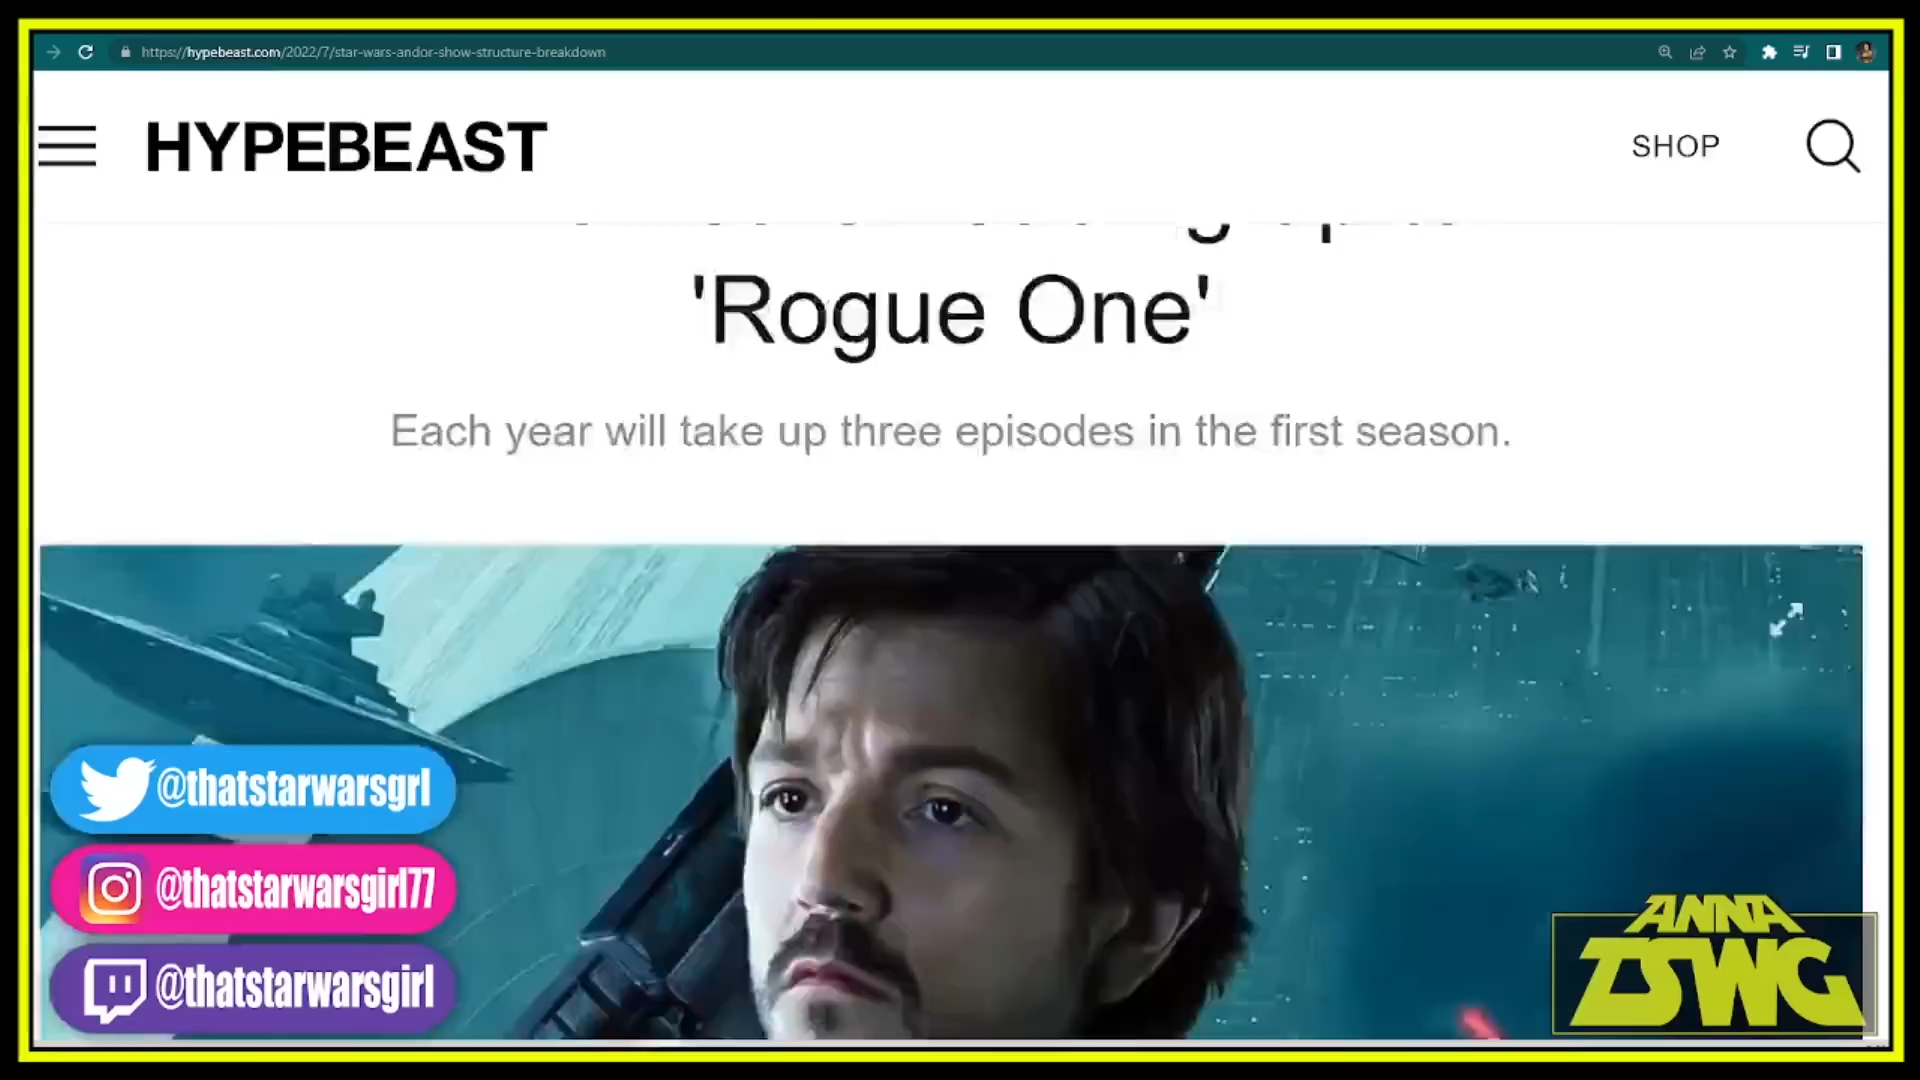 https://hypebeast.com/2022/7/star-wars-andor-show-structure-breakdown
HYPEBEAST
SHOP
'Rogue One'
Each year will take up three episodes in the first season.
@thatstarwarsgrl
@thatstarwarsgirl77
@thatstarwarsgirl
ANNA
TSWG